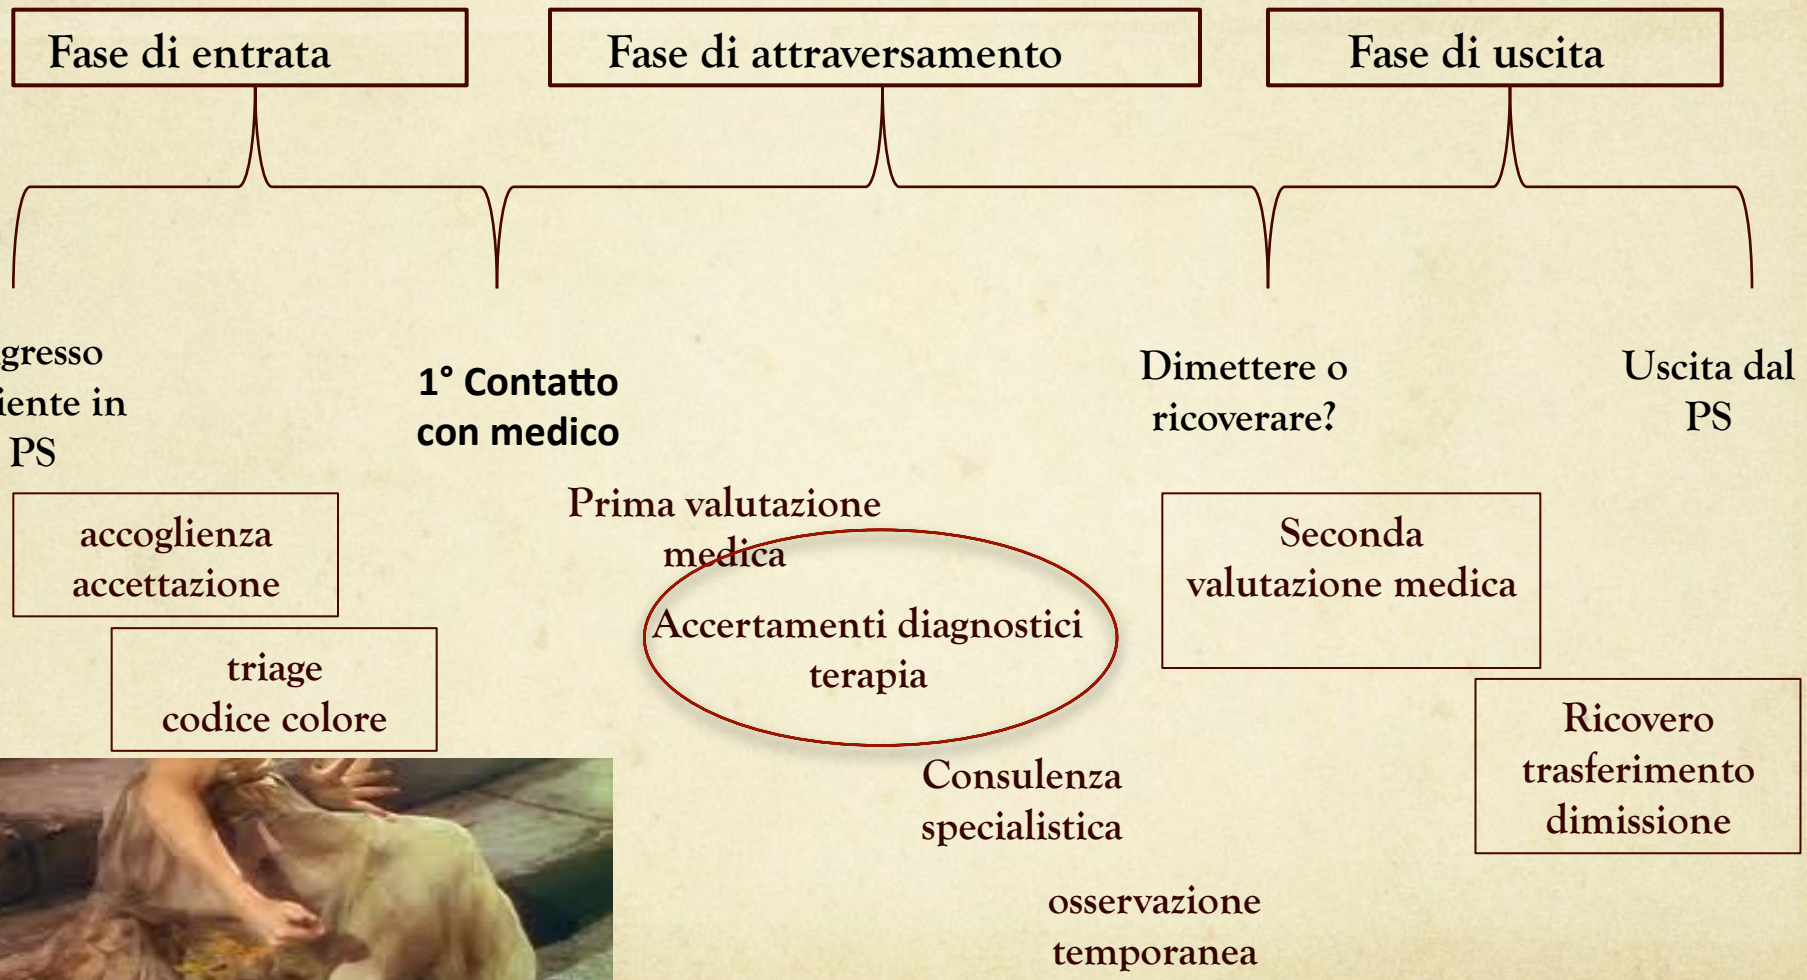 Fase di entrata
Fase di attraversamento
Fase di uscita
gresso
iente in
PS
1° Contatto
con medico
Dimettere o
ricoverare?
Uscita dal
PS
accoglienza
accettazione
triage
codice colore
Prima valutazione
medica
Accertamenti diagnostici
terapia
Consulenza
specialistica
osservazione
temporanea
Seconda
valutazione medica
Ricovero
trasferimento
dimissione